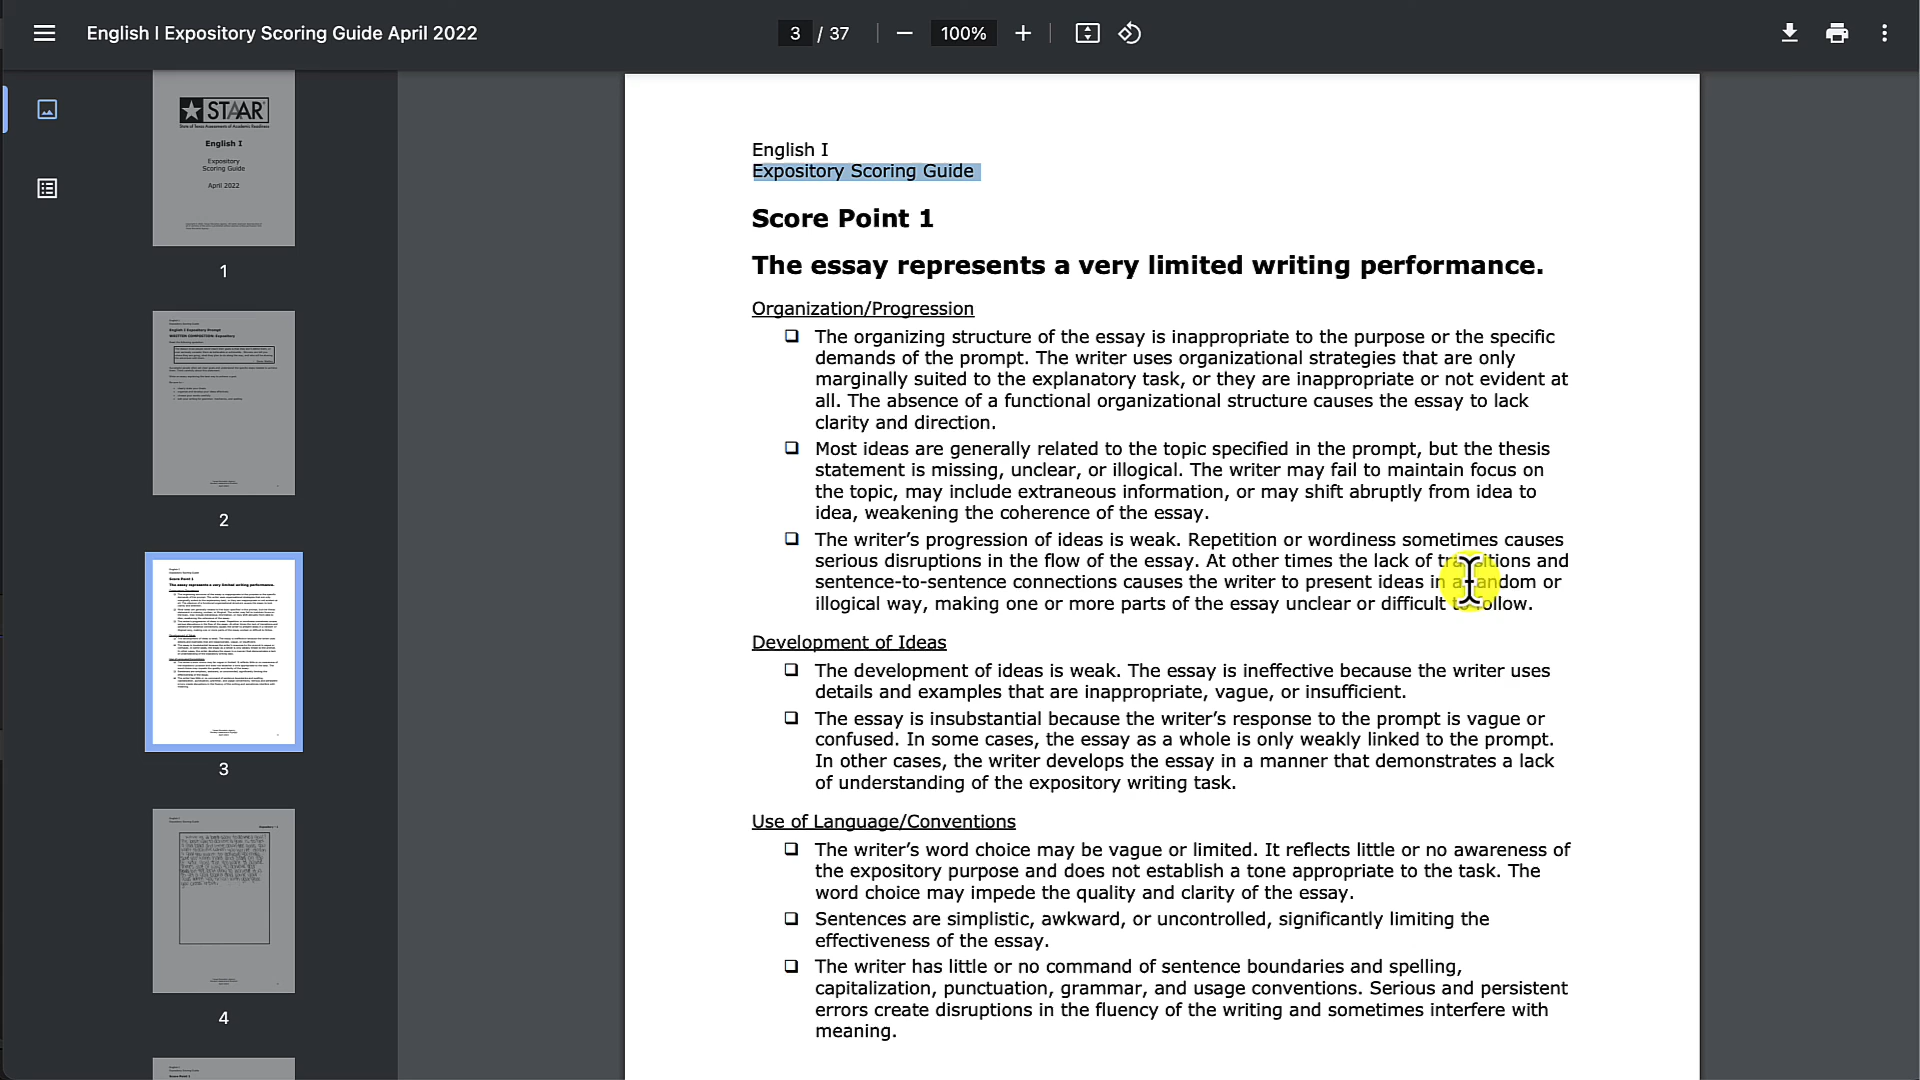 English I Expository Scoring Guide April 2022
3 / 37
100%
STAAR
State of Texas Assessments of Academic Readiness
English I
Expository
Scoring Guide
April 2022
1
2
3
4
English I
Expository Scoring Guide
Score Point 1
The essay represents a very limited writing performance.
Organization/Progression
The organizing structure of the essay is inappropriate to the purpose or the specific
demands of the prompt. The writer uses organizational strategies that are only
marginally suited to the explanatory task, or they are inappropriate or not evident at
all. The absence of a functional organizational structure causes the essay to lack
clarity and direction.
Most ideas are generally related to the topic specified in the prompt, but the thesis
statement is missing, unclear, or illogical. The writer may fail to maintain focus on
the topic, may include extraneous information, or may shift abruptly from idea to
idea, weakening the coherence of the essay.
The writer’s progression of ideas is weak. Repetition or wordiness sometimes causes
serious disruptions in the flow of the essay. At other times the lack of transitions and
sentence-to-sentence connections causes the writer to present ideas in a random or
illogical way, making one or more parts of the essay unclear or difficult to follow.
Development of Ideas
The development of ideas is weak. The essay is ineffective because the writer uses
details and examples that are inappropriate, vague, or insufficient.
The essay is insubstantial because the writer’s response to the prompt is vague or
confused. In some cases, the essay as a whole is only weakly linked to the prompt.
In other cases, the writer develops the essay in a manner that demonstrates a lack
of understanding of the expository writing task.
Use of Language/Conventions
The writer’s word choice may be vague or limited. It reflects little or no awareness of
the expository purpose and does not establish a tone appropriate to the task. The
word choice may impede the quality and clarity of the essay.
Sentences are simplistic, awkward, or uncontrolled, significantly limiting the
effectiveness of the essay.
The writer has little or no command of sentence boundaries and spelling,
capitalization, punctuation, grammar, and usage conventions. Serious and persistent
errors create disruptions in the fluency of the writing and sometimes interfere with
meaning.